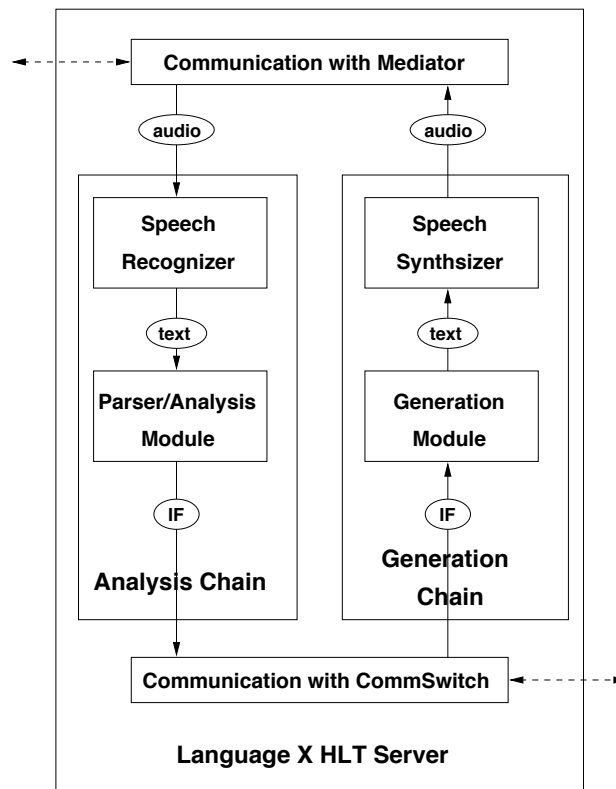 Communication with Mediator
audio
audio
Speech
Recognizer
Speech
Synthsizer
text
text
Parser/Analysis
Module
Generation
Module
IF
IF
Analysis Chain
Generation
Chain
Communication with CommSwitch
Language X HLT Server